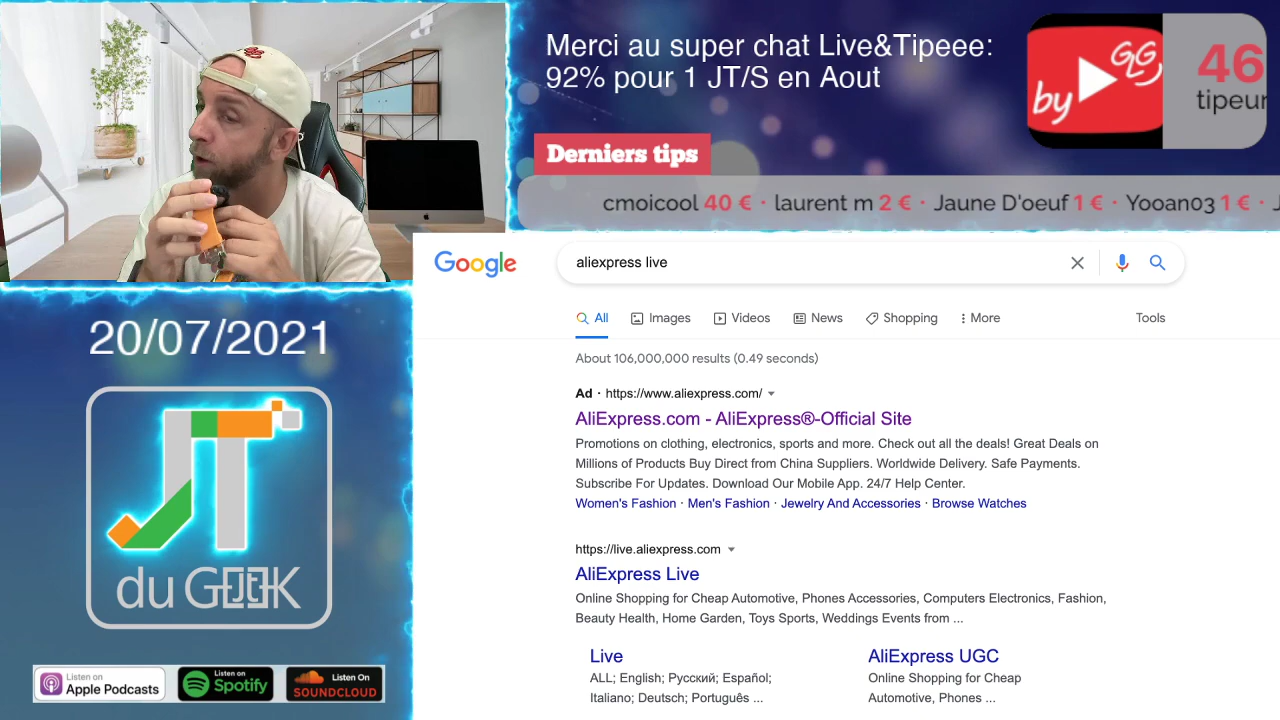 Merci au super chat Live&Tipeee:
92% pour 1 JT/S en Aout
by GLG
46
tipeur
Derniers tips
cmoicool 40 € · laurent m 2 € · Jaune D'oeuf 1 € · Yooan03 1 € · J
Google
aliexpress live
All
Images
Videos
News
Shopping
More
Tools
About 106,000,000 results (0.49 seconds)
Ad · https://www.aliexpress.com/
AliExpress.com - AliExpress®-Official Site
Promotions on clothing, electronics, sports and more. Check out all the deals! Great Deals on
Millions of Products Buy Direct from China Suppliers. Worldwide Delivery. Safe Payments.
Subscribe For Updates. Download Our Mobile App. 24/7 Help Center.
Women's Fashion · Men's Fashion · Jewelry And Accessories · Browse Watches
https://live.aliexpress.com
AliExpress Live
Online Shopping for Cheap Automotive, Phones Accessories, Computers Electronics, Fashion,
Beauty Health, Home Garden, Toys Sports, Weddings Events from ...
Live
ALL; English; Русский; Español;
Italiano; Deutsch; Português ...
AliExpress UGC
Online Shopping for Cheap
Automotive, Phones ...
20/07/2021
JT
du GEEK
Listen on
Apple Podcasts
Listen on
Spotify
Listen On
SOUNDCLOUD